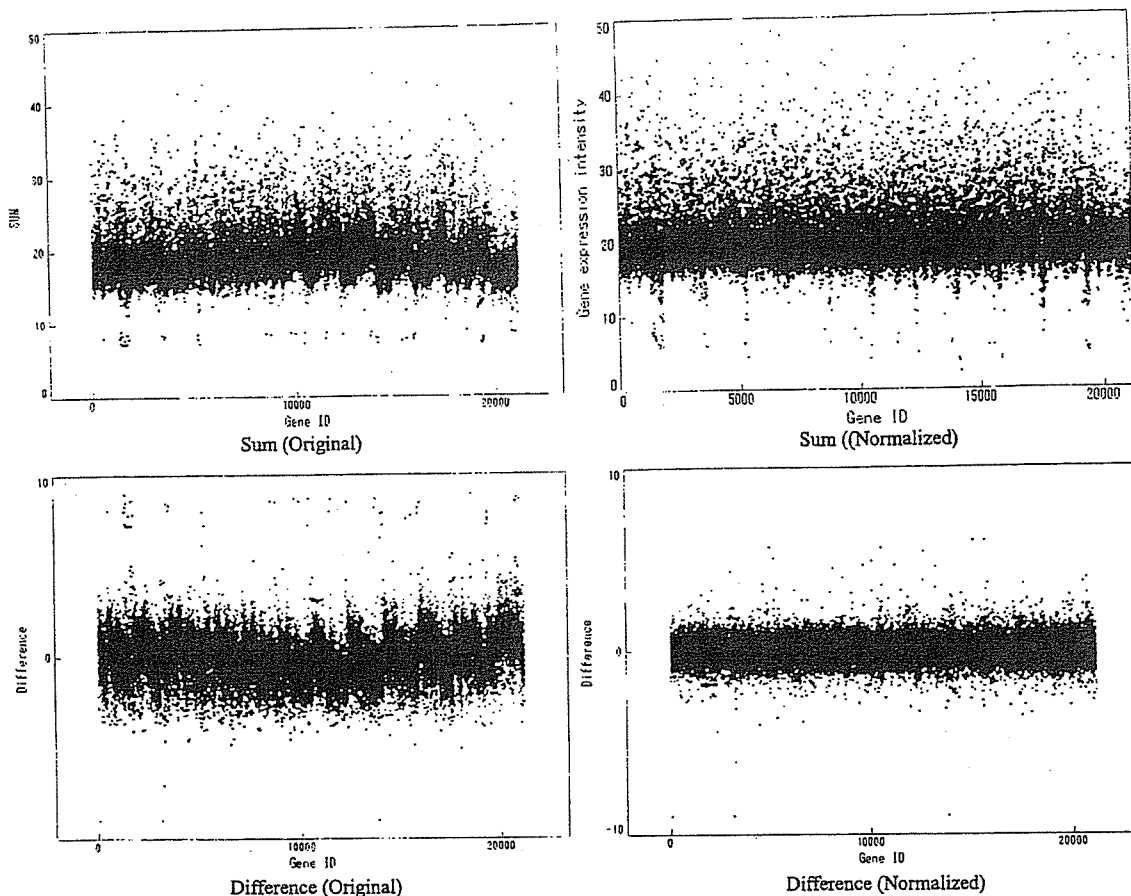 50
40
30
20
10
0
SUM
0
10000
20000
Gene ID
Sum (Original)
50
40
30
20
10
0
Gene expression intensity
0
5000
10000
15000
20000
Gene ID
Sum ((Normalized)
10
0
Difference
0
10000
20000
Gene ID
Difference (Original)
10
0
-10
Difference
0
10000
20000
Gene ID
Difference (Normalized)